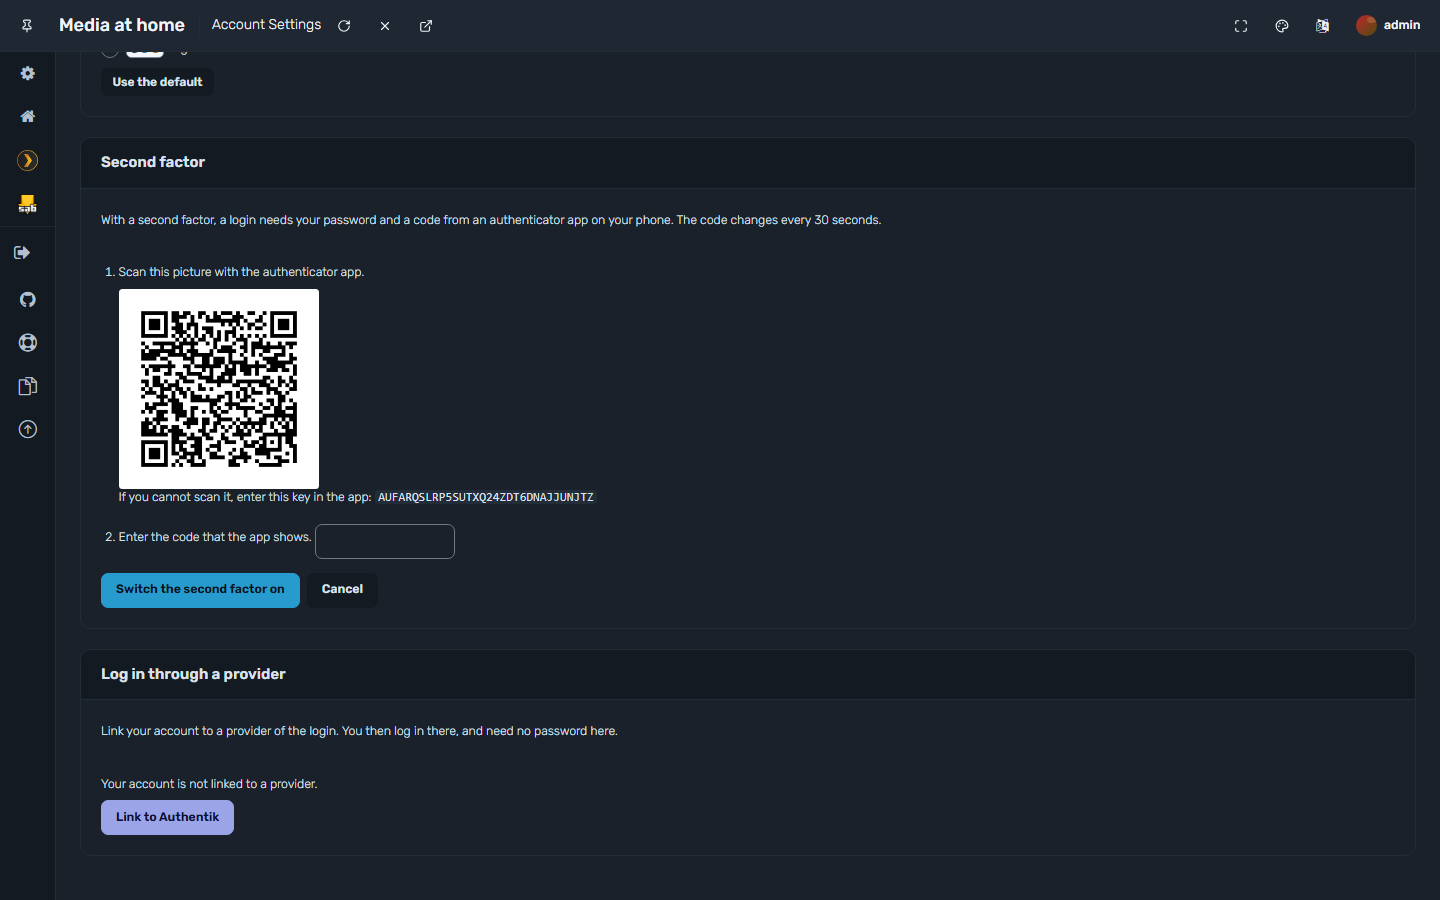 Media at home
Account Settings
admin
Use the default
Second factor
With a second factor, a login needs your password and a code from an authenticator app on your phone. The code changes every 30 seconds.
1. Scan this picture with the authenticator app.
If you cannot scan it, enter this key in the app: AUFARQSLRP5SUTXQ24ZDT6DNAJJUNJTZ
2. Enter the code that the app shows.
Switch the second factor on
Cancel
Log in through a provider
Link your account to a provider of the login. You then log in there, and need no password here.
Your account is not linked to a provider.
Link to Authentik